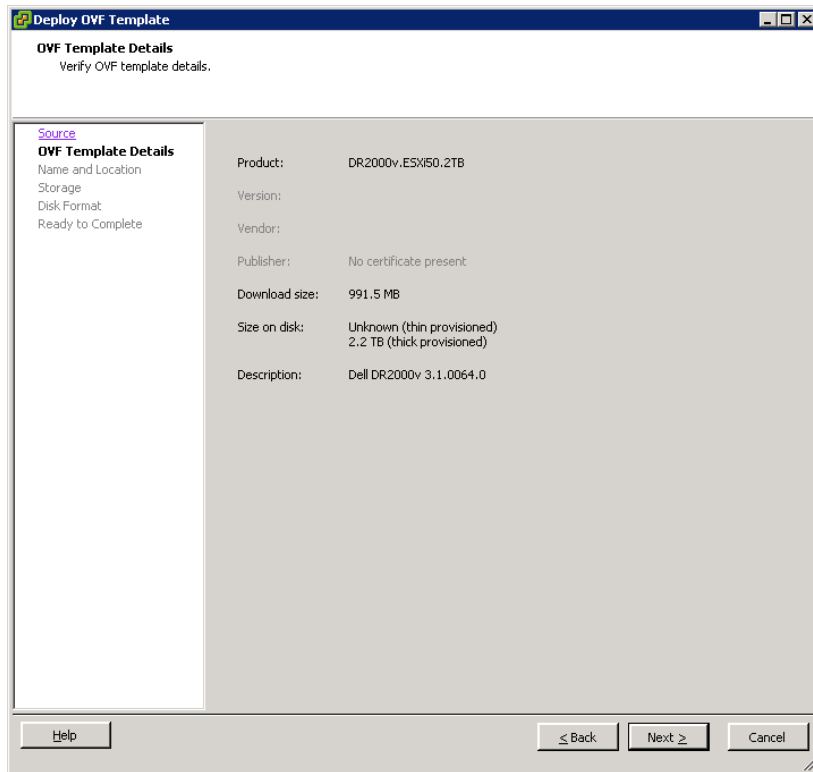 Deploy OVF Template
OVF Template Details
Verify OVF template details.
Source
OVF Template Details
Name and Location
Storage
Disk Format
Ready to Complete
Product: DR2000v.ESXi50.2TB
Version:
Vendor:
Publisher: No certificate present
Download size: 991.5 MB
Size on disk: Unknown (thin provisioned)
2.2 TB (thick provisioned)
Description: Dell DR2000v 3.1.0064.0
Help
< Back
Next >
Cancel